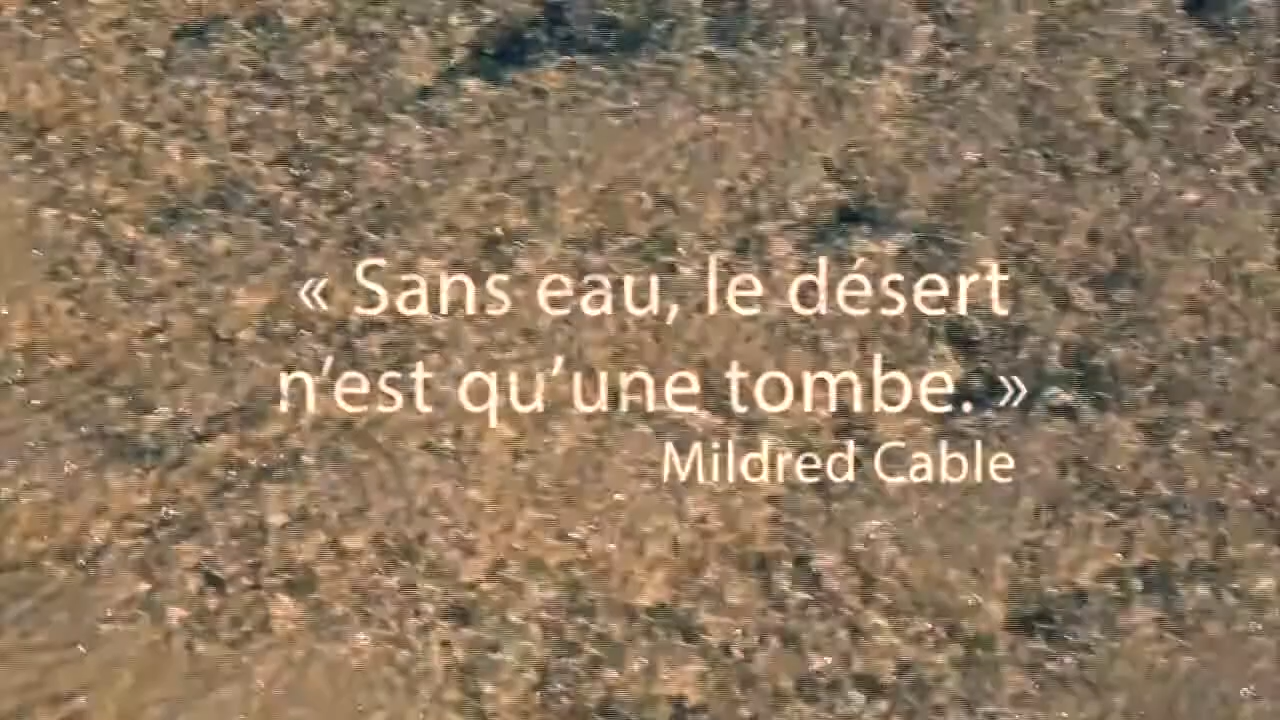 « Sans eau, le désert
n’est qu’une tombe. »
Mildred Cable